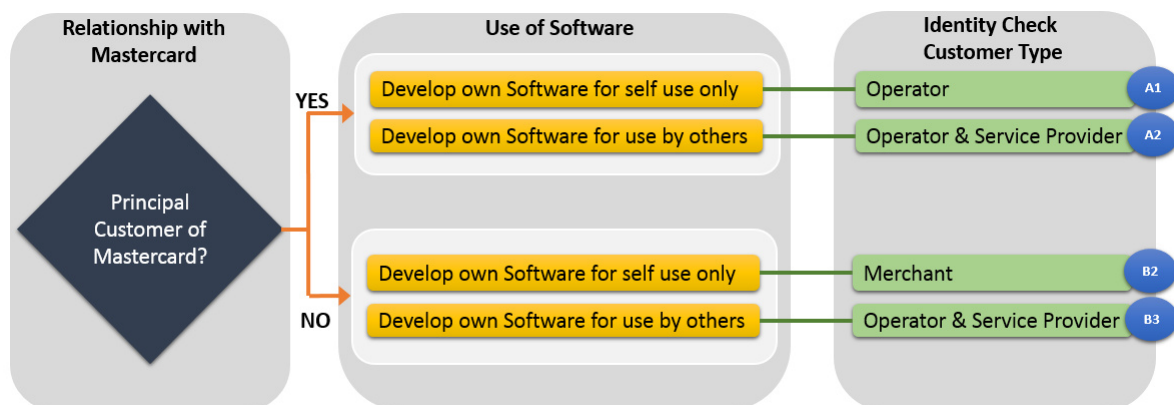 Relationship with
Mastercard
Use of Software
Identity Check
Customer Type
Principal
Customer of
Mastercard?
YES
Develop own Software for self use only
Operator
A1
Develop own Software for use by others
Operator & Service Provider
A2
NO
Develop own Software for self use only
Merchant
B2
Develop own Software for use by others
Operator & Service Provider
B3